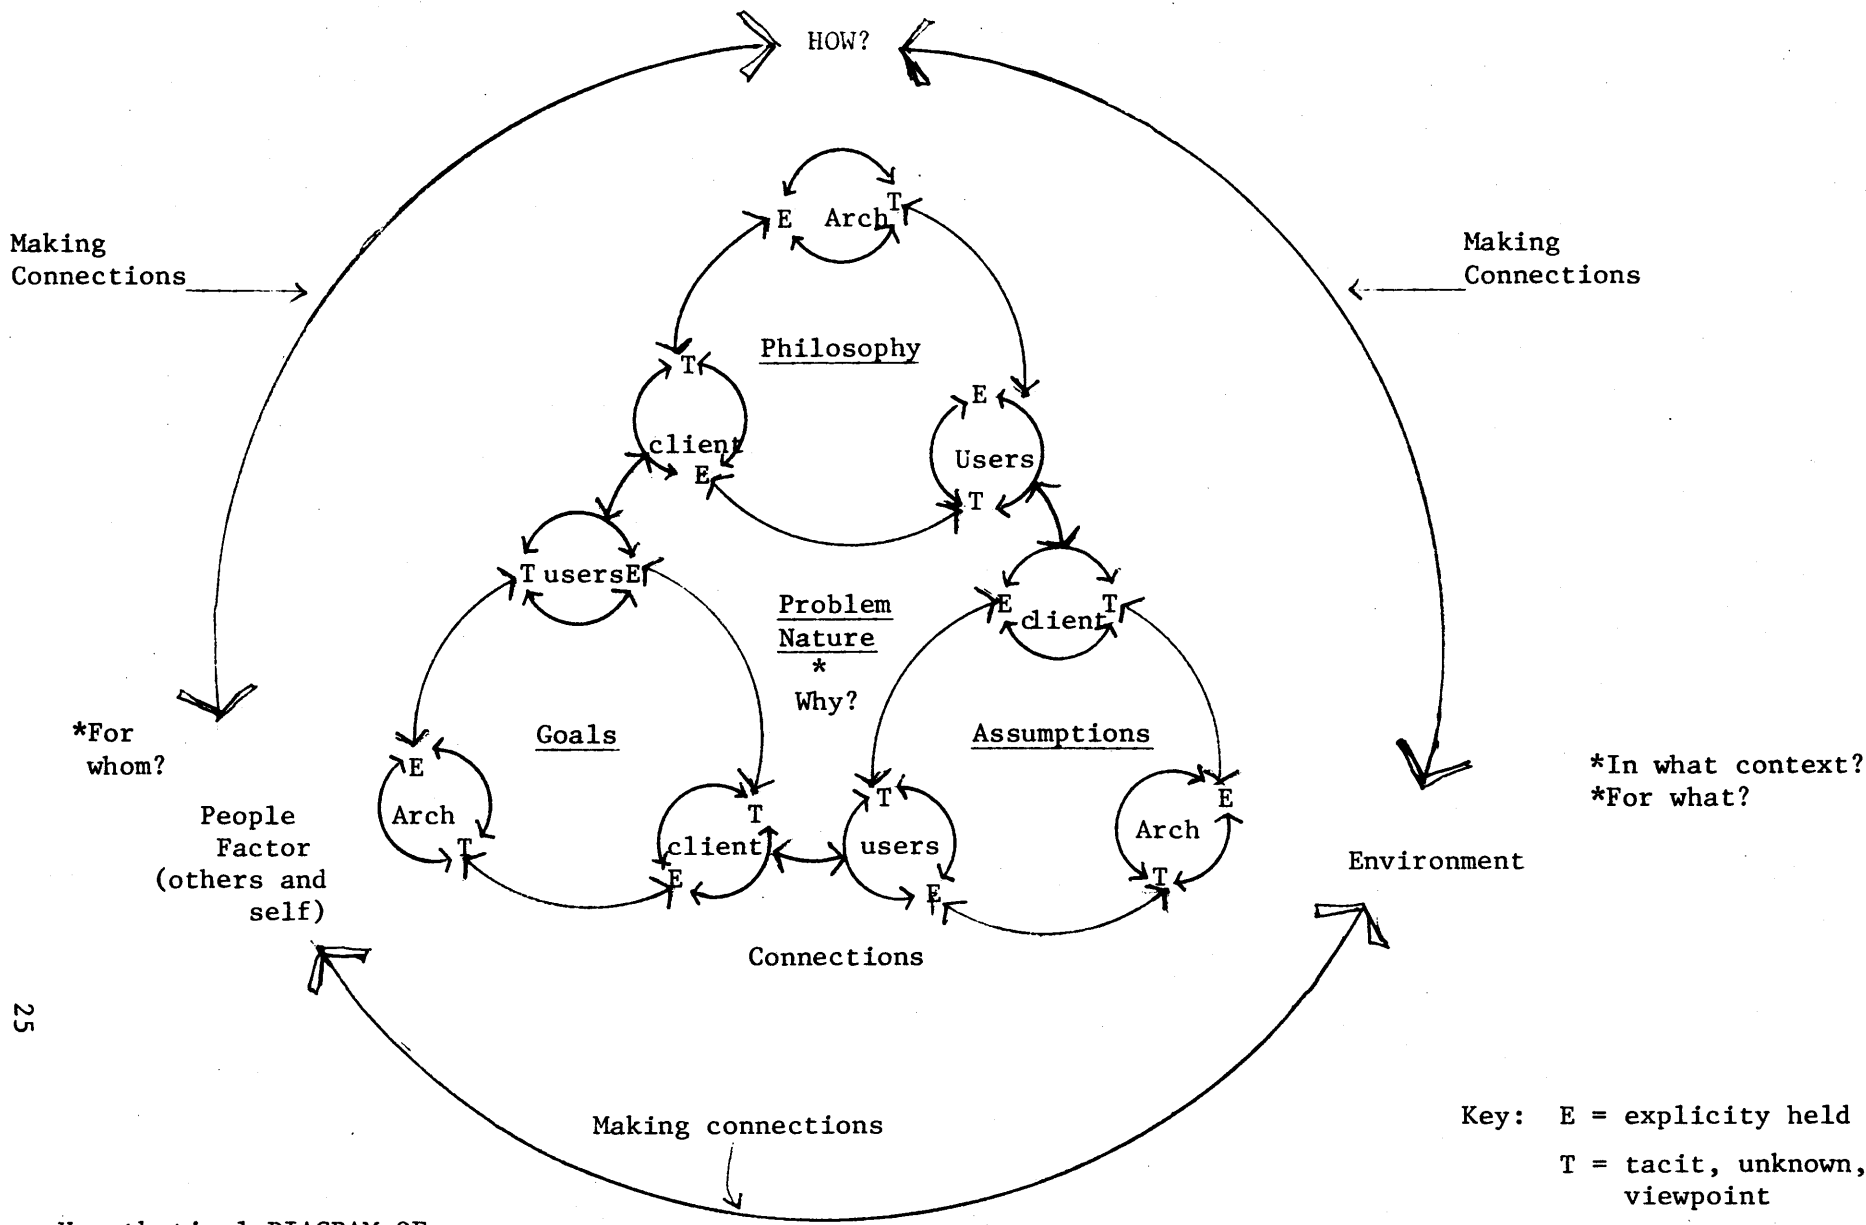 HOW?
E Arch T
Making
Connections
Making
Connections
Philosophy
T
client
E
E
Users
T
T users E
E client T
Problem
Nature
*
Why?
Goals
Assumptions
*For
whom?
E
Arch
T
T
client
E
T
users
E
E
Arch
T
People
Factor
(others and
self)
*In what context?
*For what?
Environment
Connections
25
Making connections
Key: E = explicity held
T = tacit, unknown,
viewpoint
DIAGRAM OF